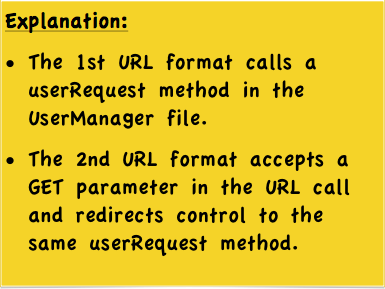 Explanation:
• The 1st URL format calls a
userRequest method in the
UserManager file.
• The 2nd URL format accepts a
GET parameter in the URL call
and redirects control to the
same userRequest method.